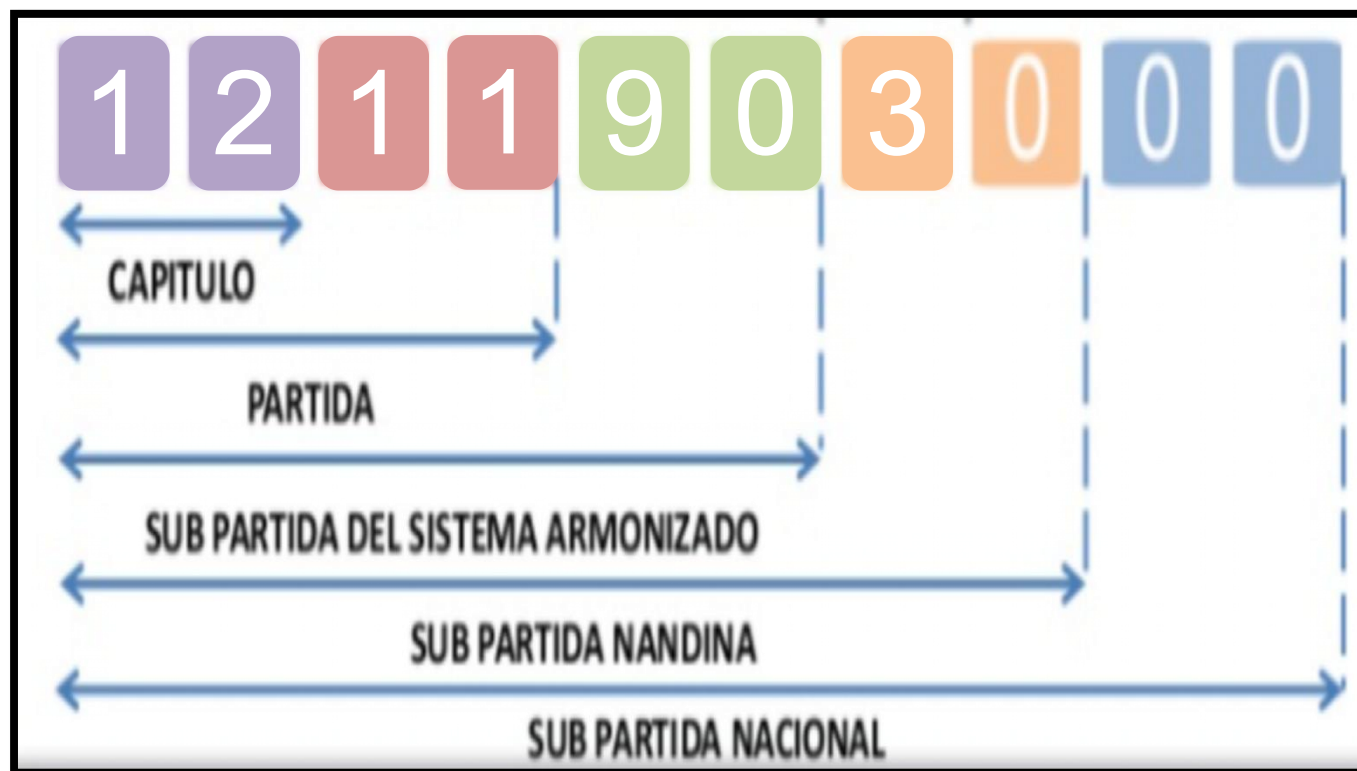 1 2 1 1 9 0 3 0 0 0
CAPITULO
PARTIDA
SUB PARTIDA DEL SISTEMA ARMONIZADO
SUB PARTIDA NANDINA
SUB PARTIDA NACIONAL